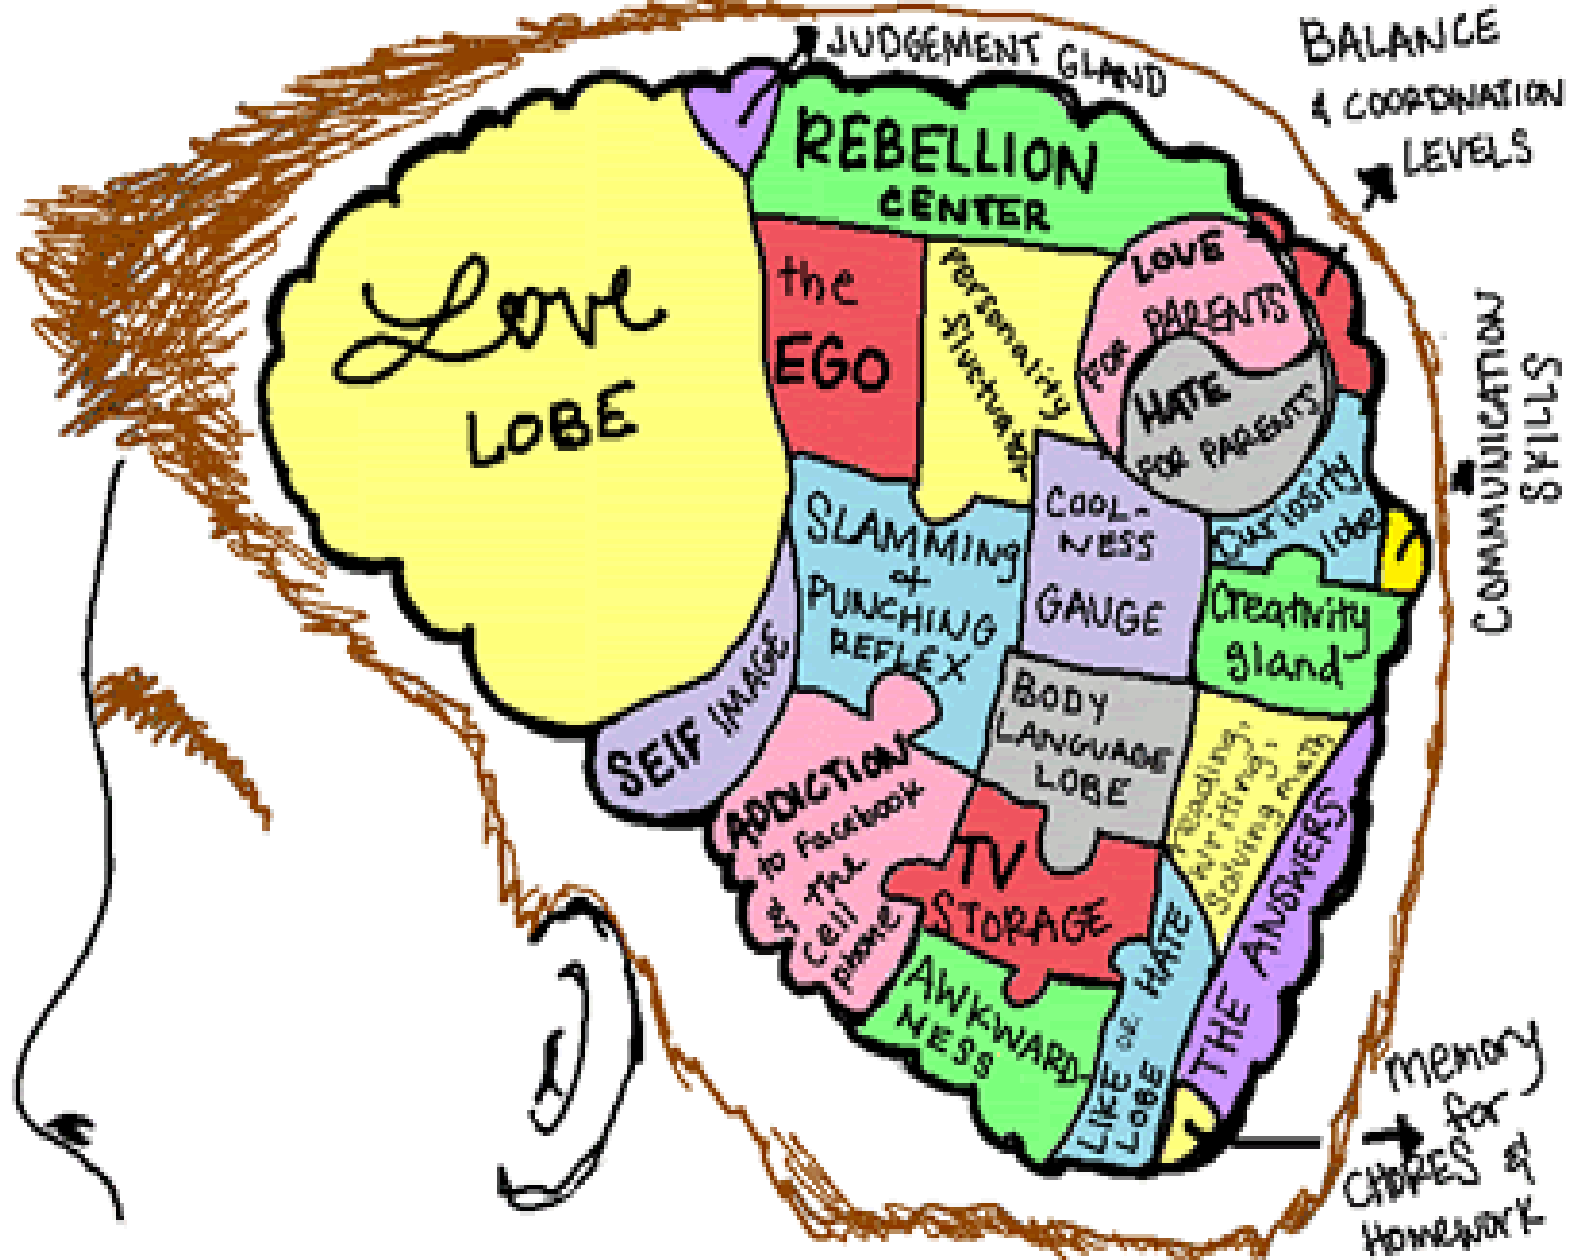 JUDGEMENT GLAND
BALANCE
& COORDINATION
LEVELS
REBELLION
CENTER
Love
LOBE
the
EGO
Personality
fluctuator
LOVE
FOR PARENTS
HATE
FOR PARENTS
COMMUNICATION
SKILLS
SLAMMING
+
PUNCHING
REFLEX
COOL-
NESS
GAUGE
Curiosity
lobe
Creativity
gland
SElF IMAGE
BODY
LANGUAGE
LOBE
ADDICTION
to Facebook
& The
Cell
phone
TV
STORAGE
reading,
writing,
solving math
THE ANSWERS
AWKWARD-
NESS
LIKE OR HATE
LOBE
memory
for
CHORES &
HOMEWORK